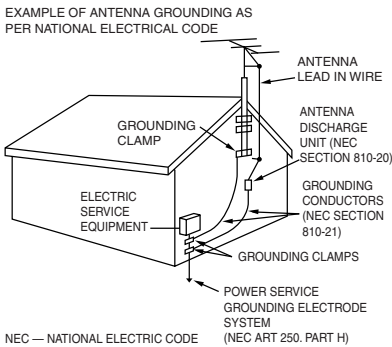 EXAMPLE OF ANTENNA GROUNDING AS
PER NATIONAL ELECTRICAL CODE
ANTENNA
LEAD IN WIRE
GROUNDING
CLAMP
ANTENNA
DISCHARGE
UNIT (NEC
SECTION 810-20)
ELECTRIC
SERVICE
EQUIPMENT
GROUNDING
CONDUCTORS
(NEC SECTION
810-21)
GROUNDING CLAMPS
POWER SERVICE
GROUNDING ELECTRODE
SYSTEM
(NEC ART 250. PART H)
NEC — NATIONAL ELECTRIC CODE